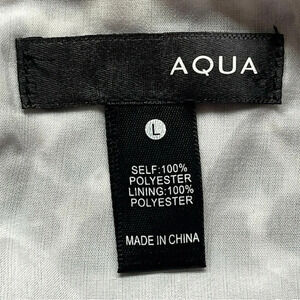 AQUA
L
SELF:100%
POLYESTER
LINING:100%
POLYESTER
MADE IN CHINA